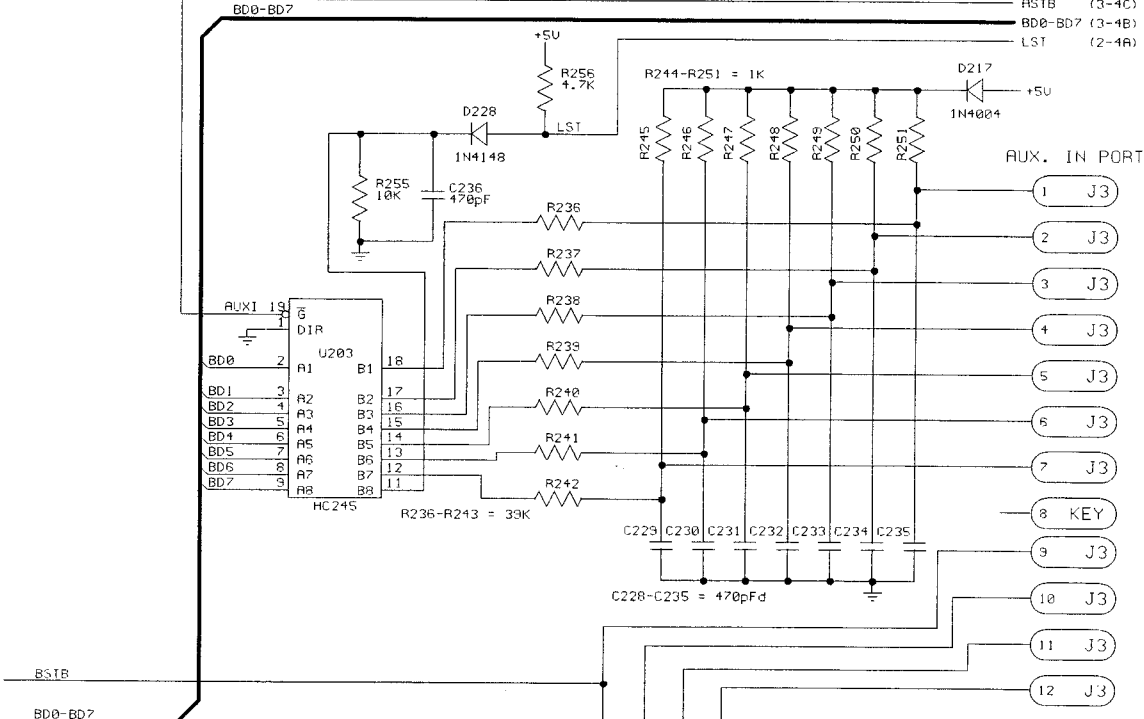 BD0-BD7
ASTB (3-4C)
BD0-BD7 (3-4B)
LST (2-4A)
+5V
R256
4.7K
R244-R251 = 1K
D217
+5V
1N4004
D228
LST
1N4148
R245
R246
R247
R248
R249
R250
R251
AUX. IN PORT
R255
10K
C236
470pF
1 J3
R236
2 J3
R237
3 J3
AUXI 19
G
R238
1
DIR
4 J3
U203
R239
BD0 2 A1 B1 18
5 J3
BD1 3 A2 B2 17
R240
BD2 4 A3 B3 16
BD3 5 A4 B4 15
6 J3
BD4 6 A5 B5 14
R241
BD5 7 A6 B6 13
BD6 8 A7 B7 12
7 J3
BD7 9 A8 B8 11
R242
HC245
R236-R243 = 39K
8 KEY
C229 C230 C231 C232 C233 C234 C235
9 J3
C228-C235 = 470pFd
10 J3
11 J3
BSTB
12 J3
BD0-BD7